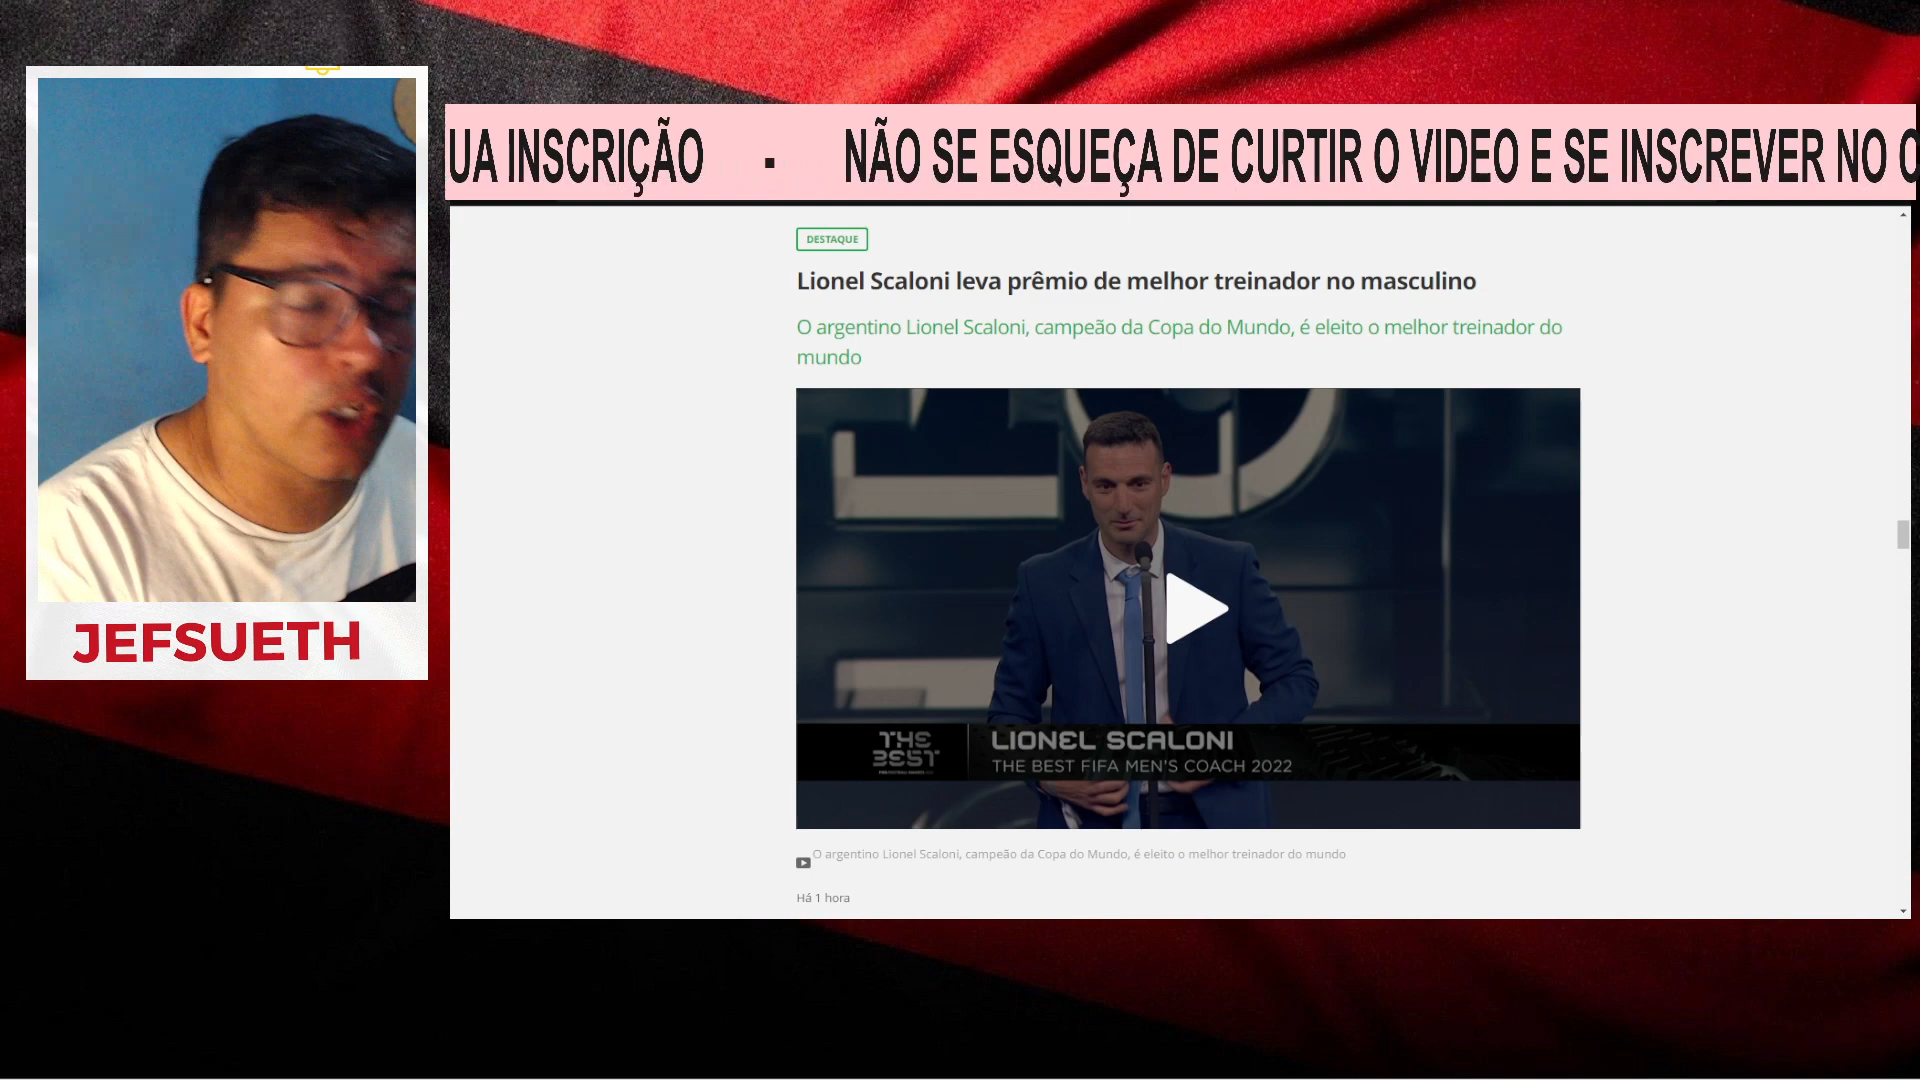 UA INSCRIÇÃO - NÃO SE ESQUEÇA DE CURTIR O VIDEO E SE INSCREVER NO
DESTAQUE
Lionel Scaloni leva prêmio de melhor treinador no masculino
O argentino Lionel Scaloni, campeão da Copa do Mundo, é eleito o melhor treinador do
mundo
THE
BEST
LIONEL SCALONI
THE BEST FIFA MEN'S COACH 2022
O argentino Lionel Scaloni, campeão da Copa do Mundo, é eleito o melhor treinador do mundo
Há 1 hora
JEFSUETH